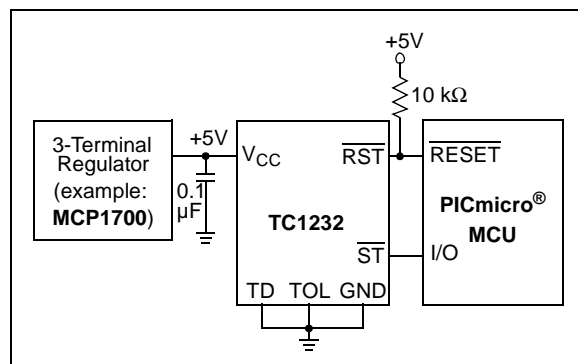 +5V
10 kΩ
3-Terminal
Regulator
(example:
MCP1700)
+5V
0.1
µF
VCC
RST
TC1232
ST
TD TOL GND
RESET
PICmicro®
MCU
I/O